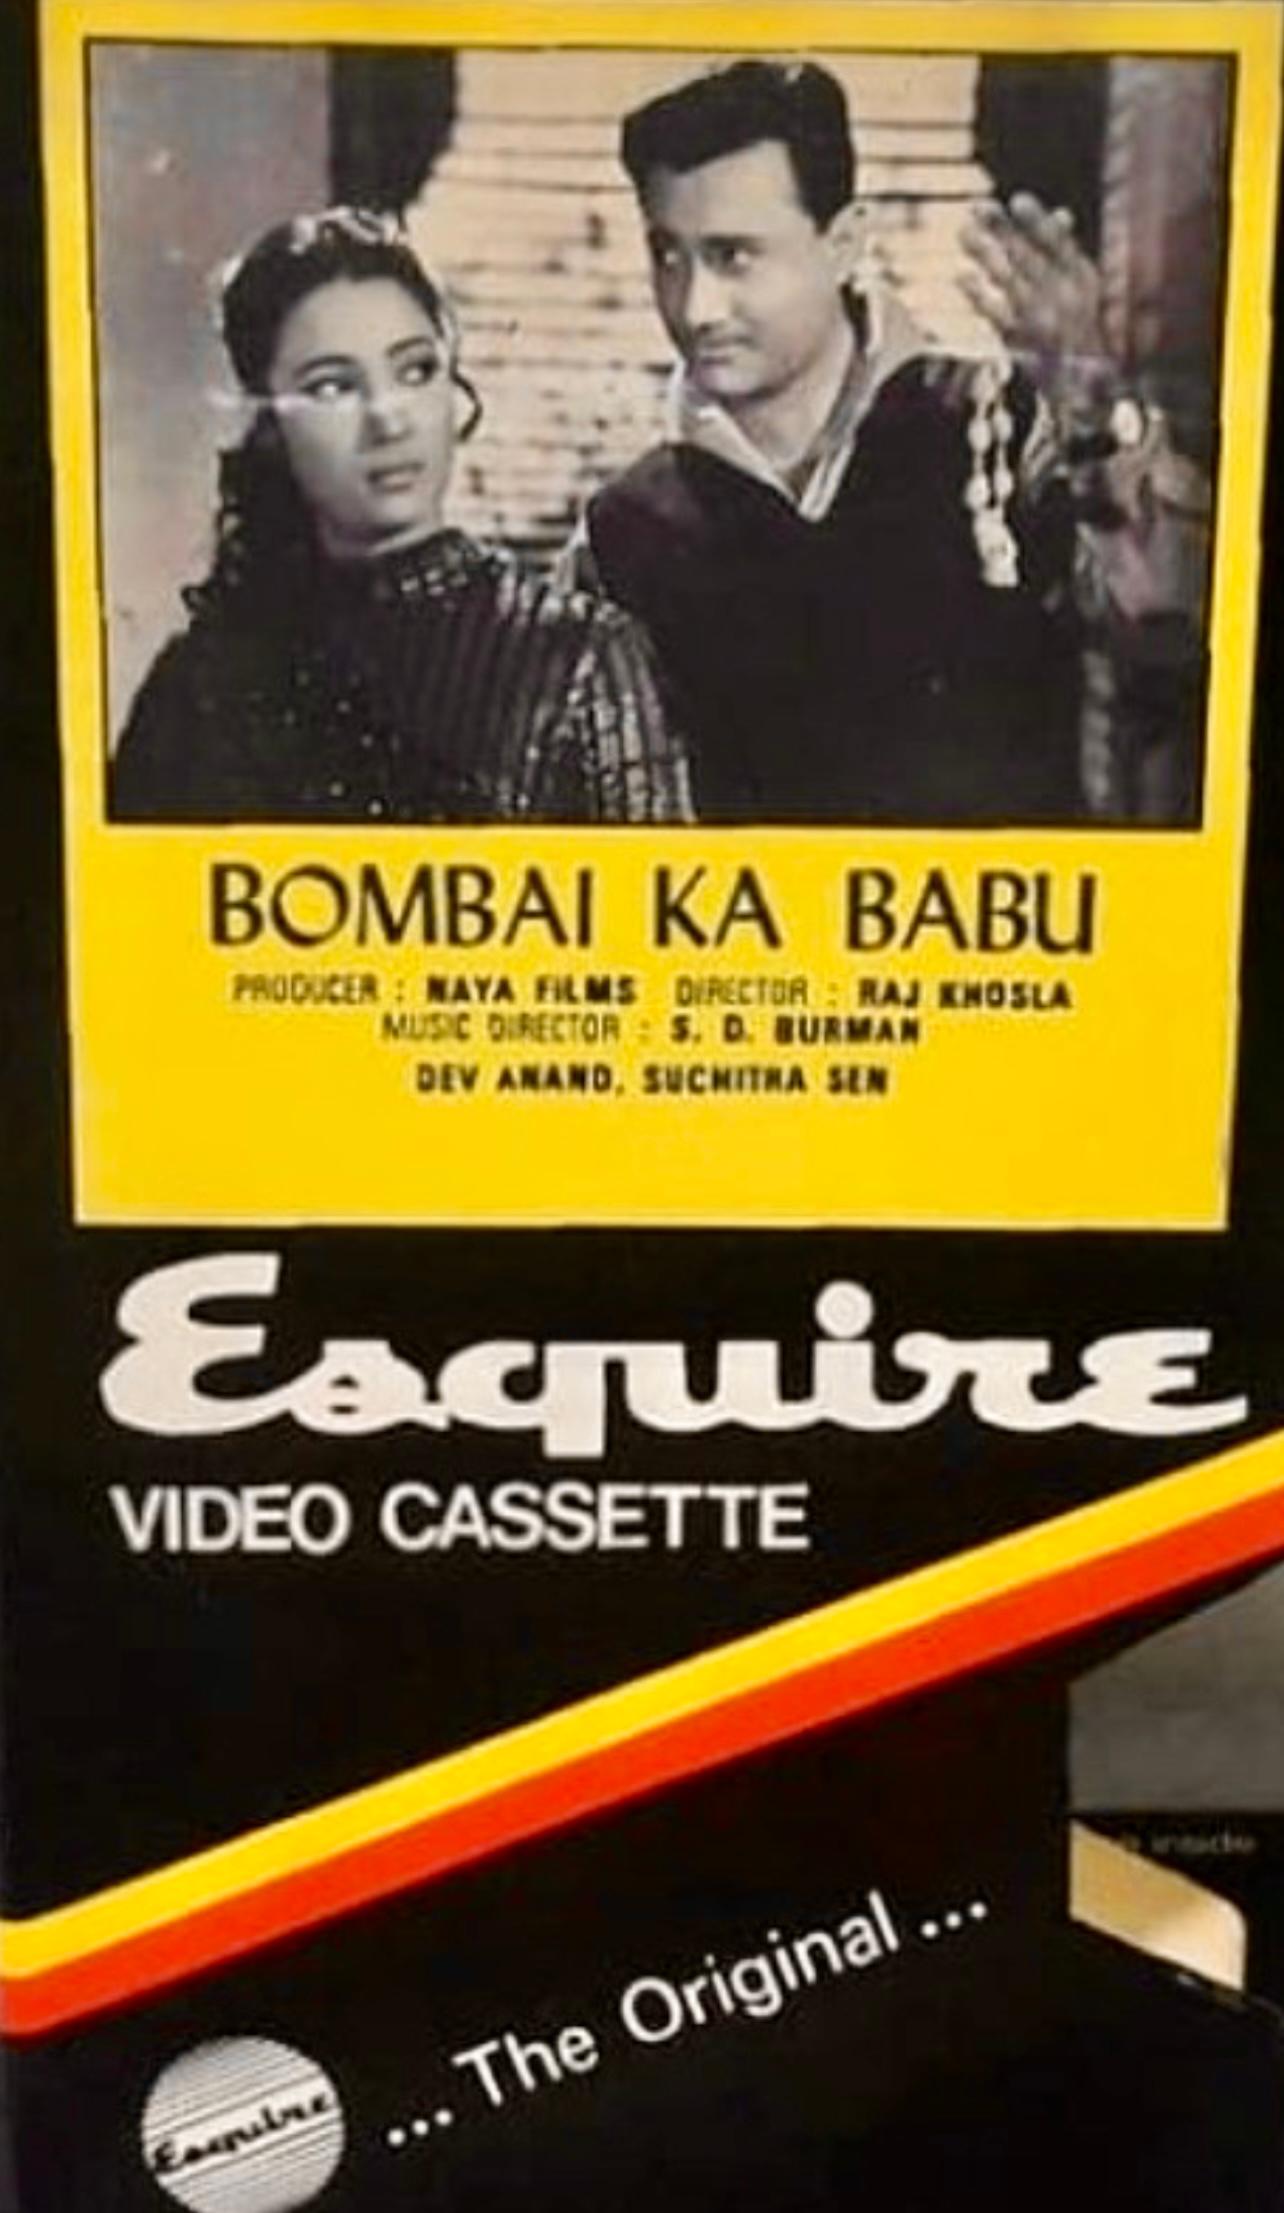 BOMBAI KA BABU
PRODUCER : NAYA FILMS DIRECTOR : RAJ KHOSLA
MUSIC DIRECTOR : S. D. BURMAN
DEV ANAND, SUCHITRA SEN
Esquire
VIDEO CASSETTE
inside
... The Original ...
Esquire